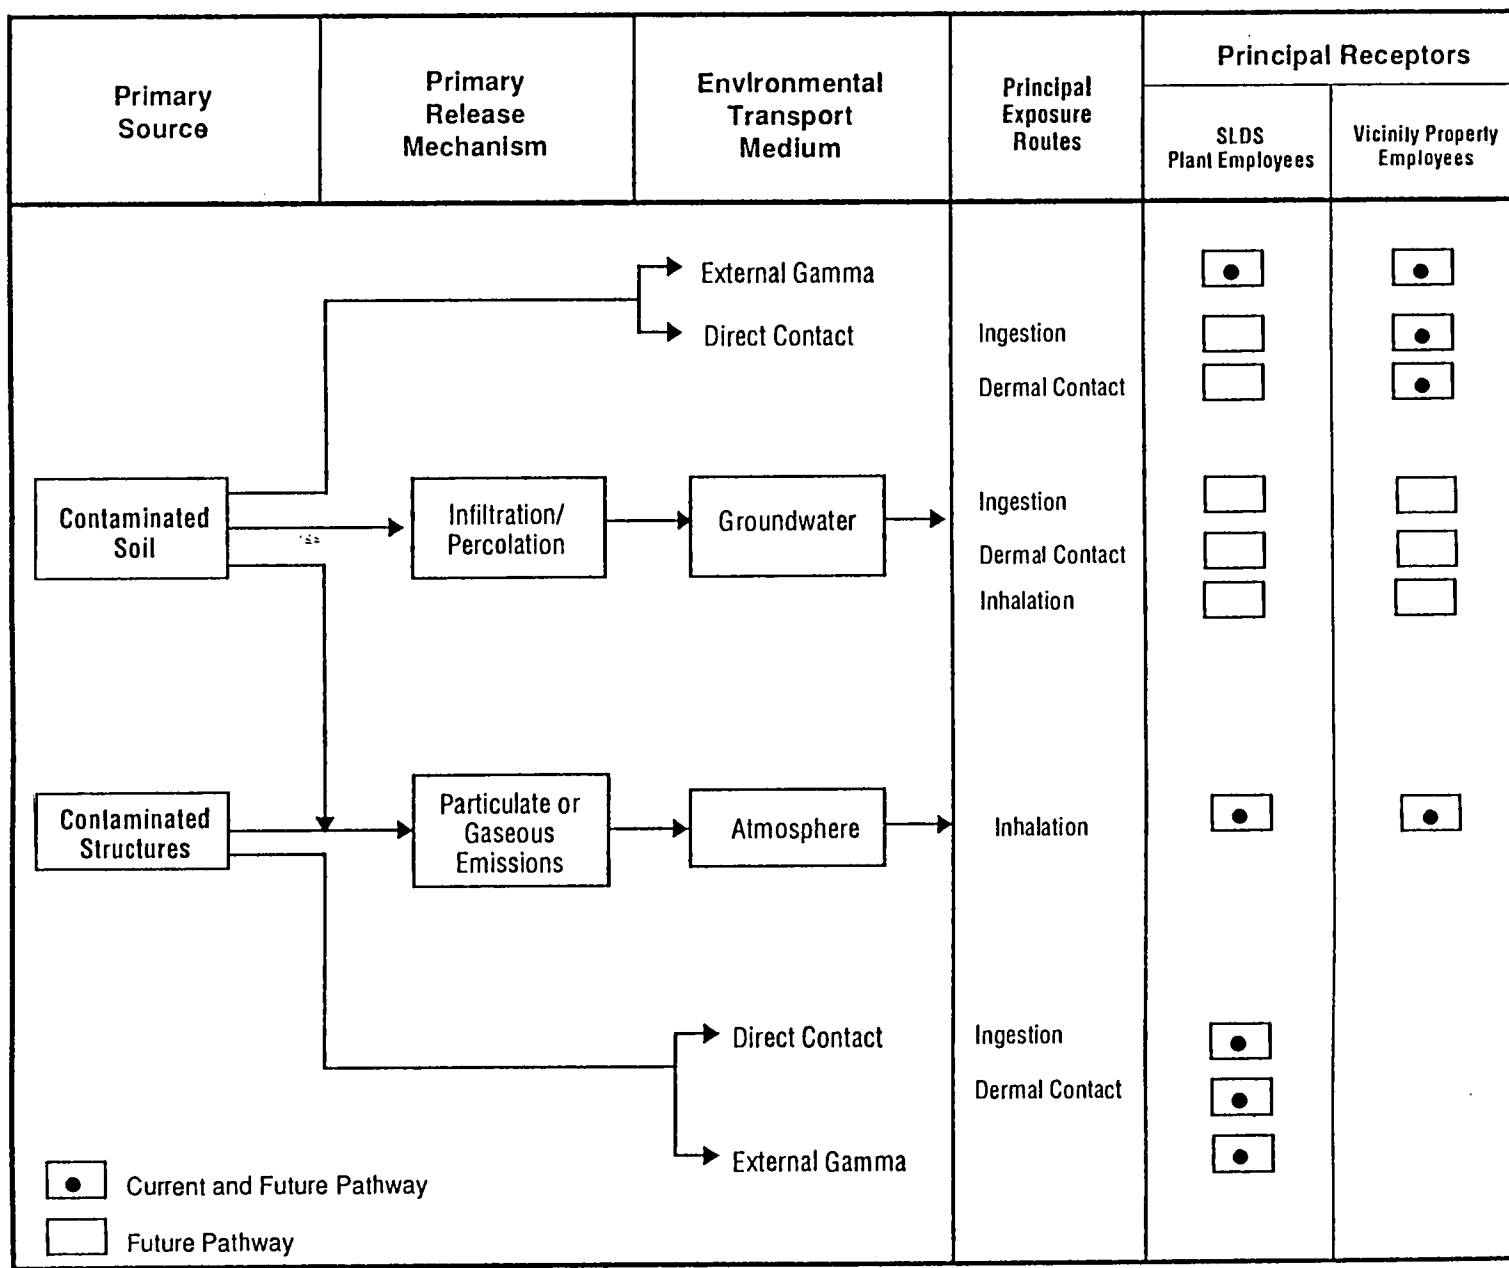 Primary
Source
Primary
Release
Mechanism
Environmental
Transport
Medium
Principal
Exposure
Routes
Principal Receptors
SLDS
Plant Employees
Vicinily Property
Employees
External Gamma
Direct Contact
Ingestion
Dermal Contact
Contaminated
Soil
Infiltration/
Percolation
Groundwater
Ingestion
Dermal Contact
Inhalation
Contaminated
Structures
Particulate or
Gaseous
Emissions
Atmosphere
Inhalation
Direct Contact
Ingestion
Dermal Contact
External Gamma
Current and Future Pathway
Future Pathway